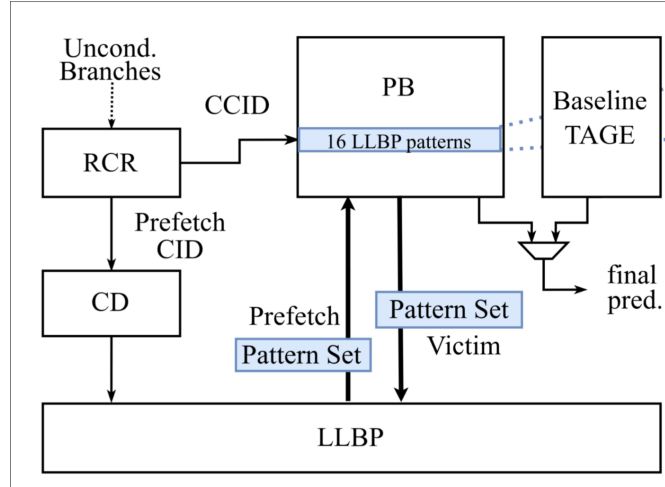 Uncond.
Branches
CCID
PB
Baseline
TAGE
16 LLBP patterns
RCR
Prefetch
CID
CD
final
pred.
Prefetch
Pattern Set
Pattern Set
Victim
LLBP